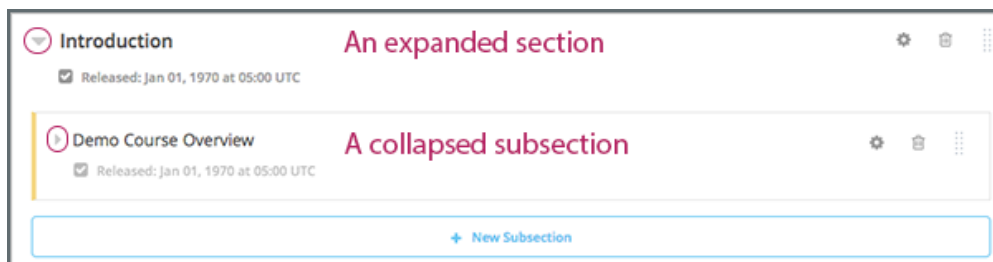 Introduction An expanded section
Released: Jan 01, 1970 at 05:00 UTC
Demo Course Overview A collapsed subsection
Released: Jan 01, 1970 at 05:00 UTC
+ New Subsection